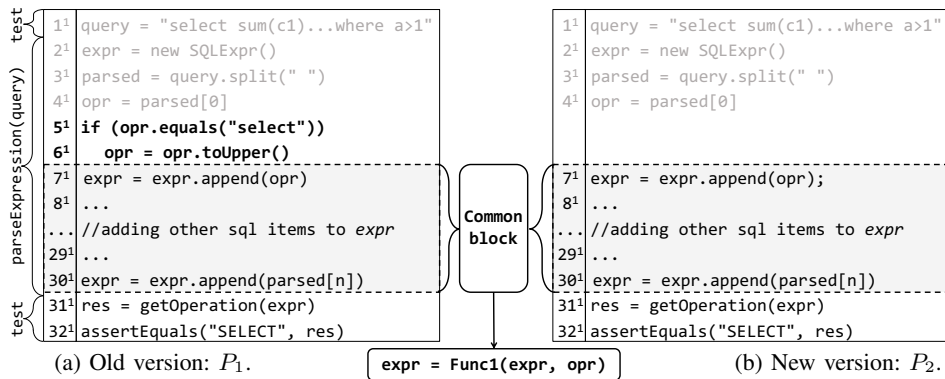 test
parseExpression(query)
test
1¹ query = "select sum(c1)...where a>1"
2¹ expr = new SQLExpr()
3¹ parsed = query.split(" ")
4¹ opr = parsed[0]
5¹ if (opr.equals("select"))
6¹ opr = opr.toUpper()
7¹ expr = expr.append(opr)
8¹ ...
... //adding other sql items to expr
29¹ ...
30¹ expr = expr.append(parsed[n])
31¹ res = getOperation(expr)
32¹ assertEquals("SELECT", res)
(a) Old version: P₁.
Common
block
expr = Func1(expr, opr)
1¹ query = "select sum(c1)...where a>1"
2¹ expr = new SQLExpr()
3¹ parsed = query.split(" ")
4¹ opr = parsed[0]
7¹ expr = expr.append(opr);
8¹ ...
... //adding other sql items to expr
29¹ ...
30¹ expr = expr.append(parsed[n])
31¹ res = getOperation(expr)
32¹ assertEquals("SELECT", res)
(b) New version: P₂.